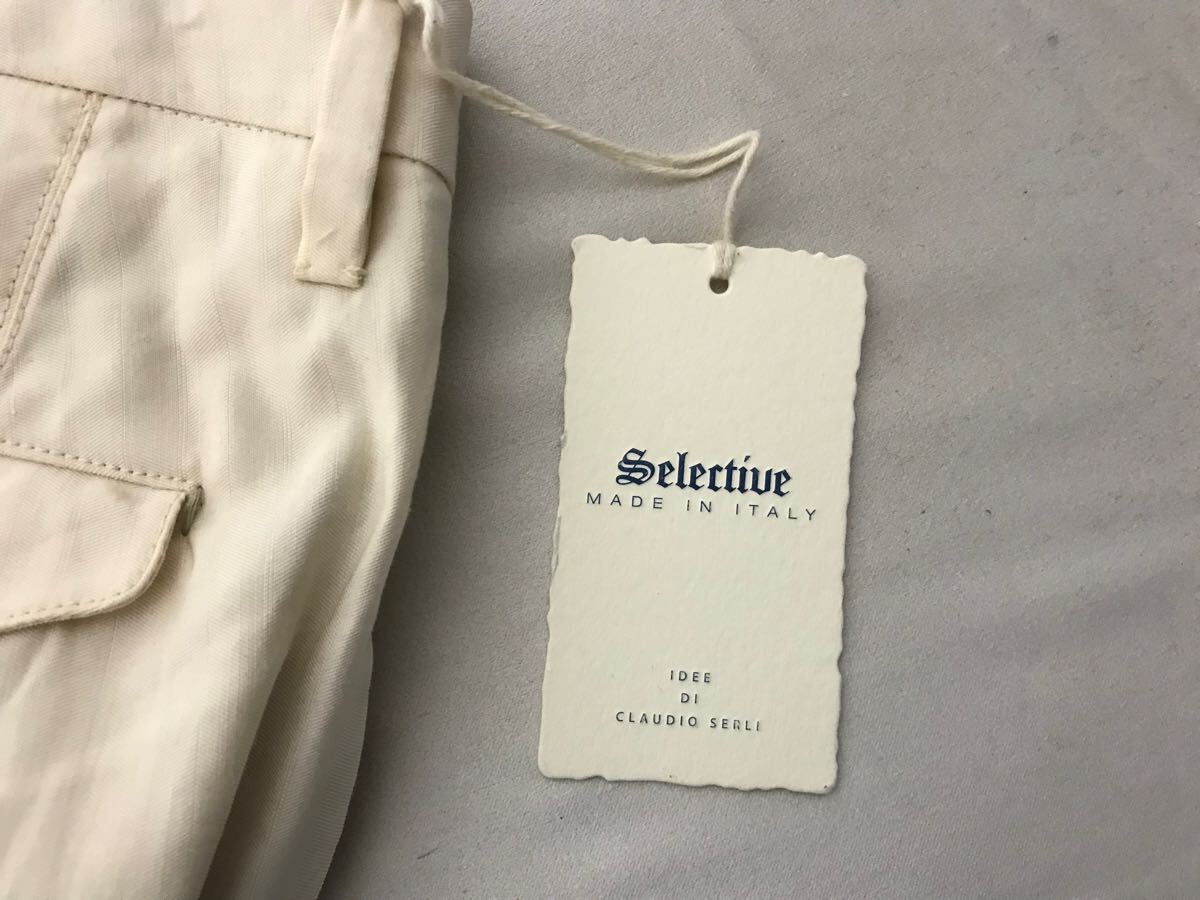 Selective
MADE IN ITALY
IDEE
DI
CLAUDIO SERLI